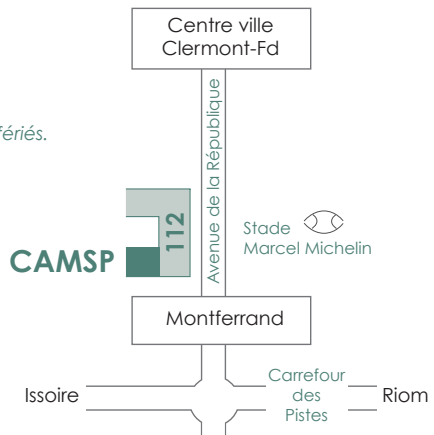 Centre ville
Clermont-Fd
fériés.
Avenue de la République
112
CAMSP
Stade
Marcel Michelin
Montferrand
Issoire
Carrefour
des
Pistes
Riom